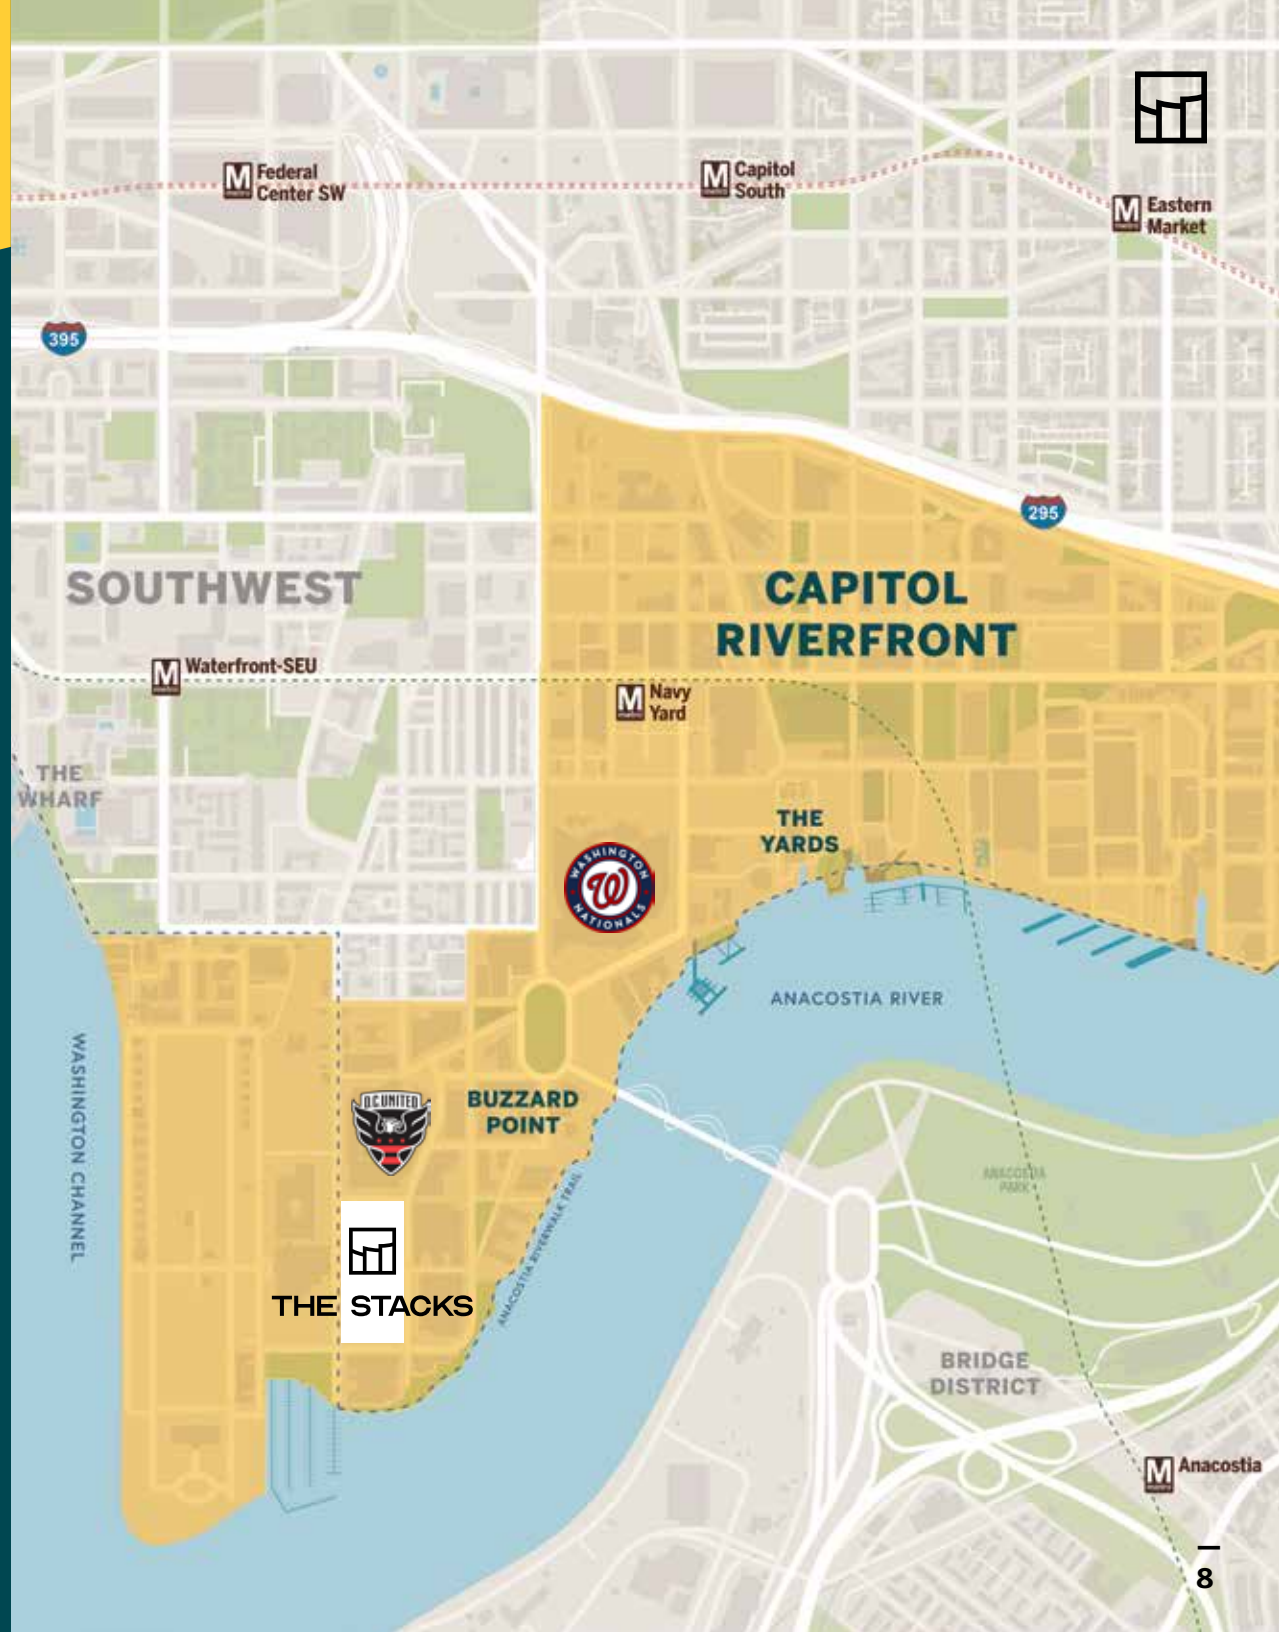 Federal
Center SW
Capitol
South
Eastern
Market
395
295
SOUTHWEST
CAPITOL
RIVERFRONT
Waterfront-SEU
Navy
Yard
THE
WHARF
THE
YARDS
WASHINGTON
NATIONALS
ANACOSTIA RIVER
WASHINGTON CHANNEL
D.C.UNITED
BUZZARD
POINT
ANACOSTIA
PARK
ANACOSTIA RIVERWALK TRAIL
THE STACKS
BRIDGE
DISTRICT
Anacostia
8